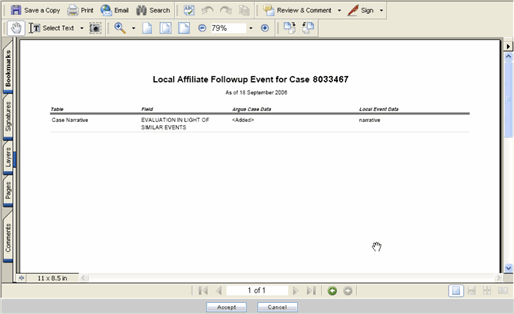 Save a Copy Print Email Search Review & Comment Sign
Select Text 79%
Bookmarks
Signatures
Layers
Pages
Comments
Local Affiliate Followup Event for Case 8033467
As of 18 September 2006
Table Field Argus Case Data Local Event Data
Case Narrative EVALUATION IN LIGHT OF <Added> narrative
SIMILAR EVENTS
11 x 8.5 in
1 of 1
Accept Cancel